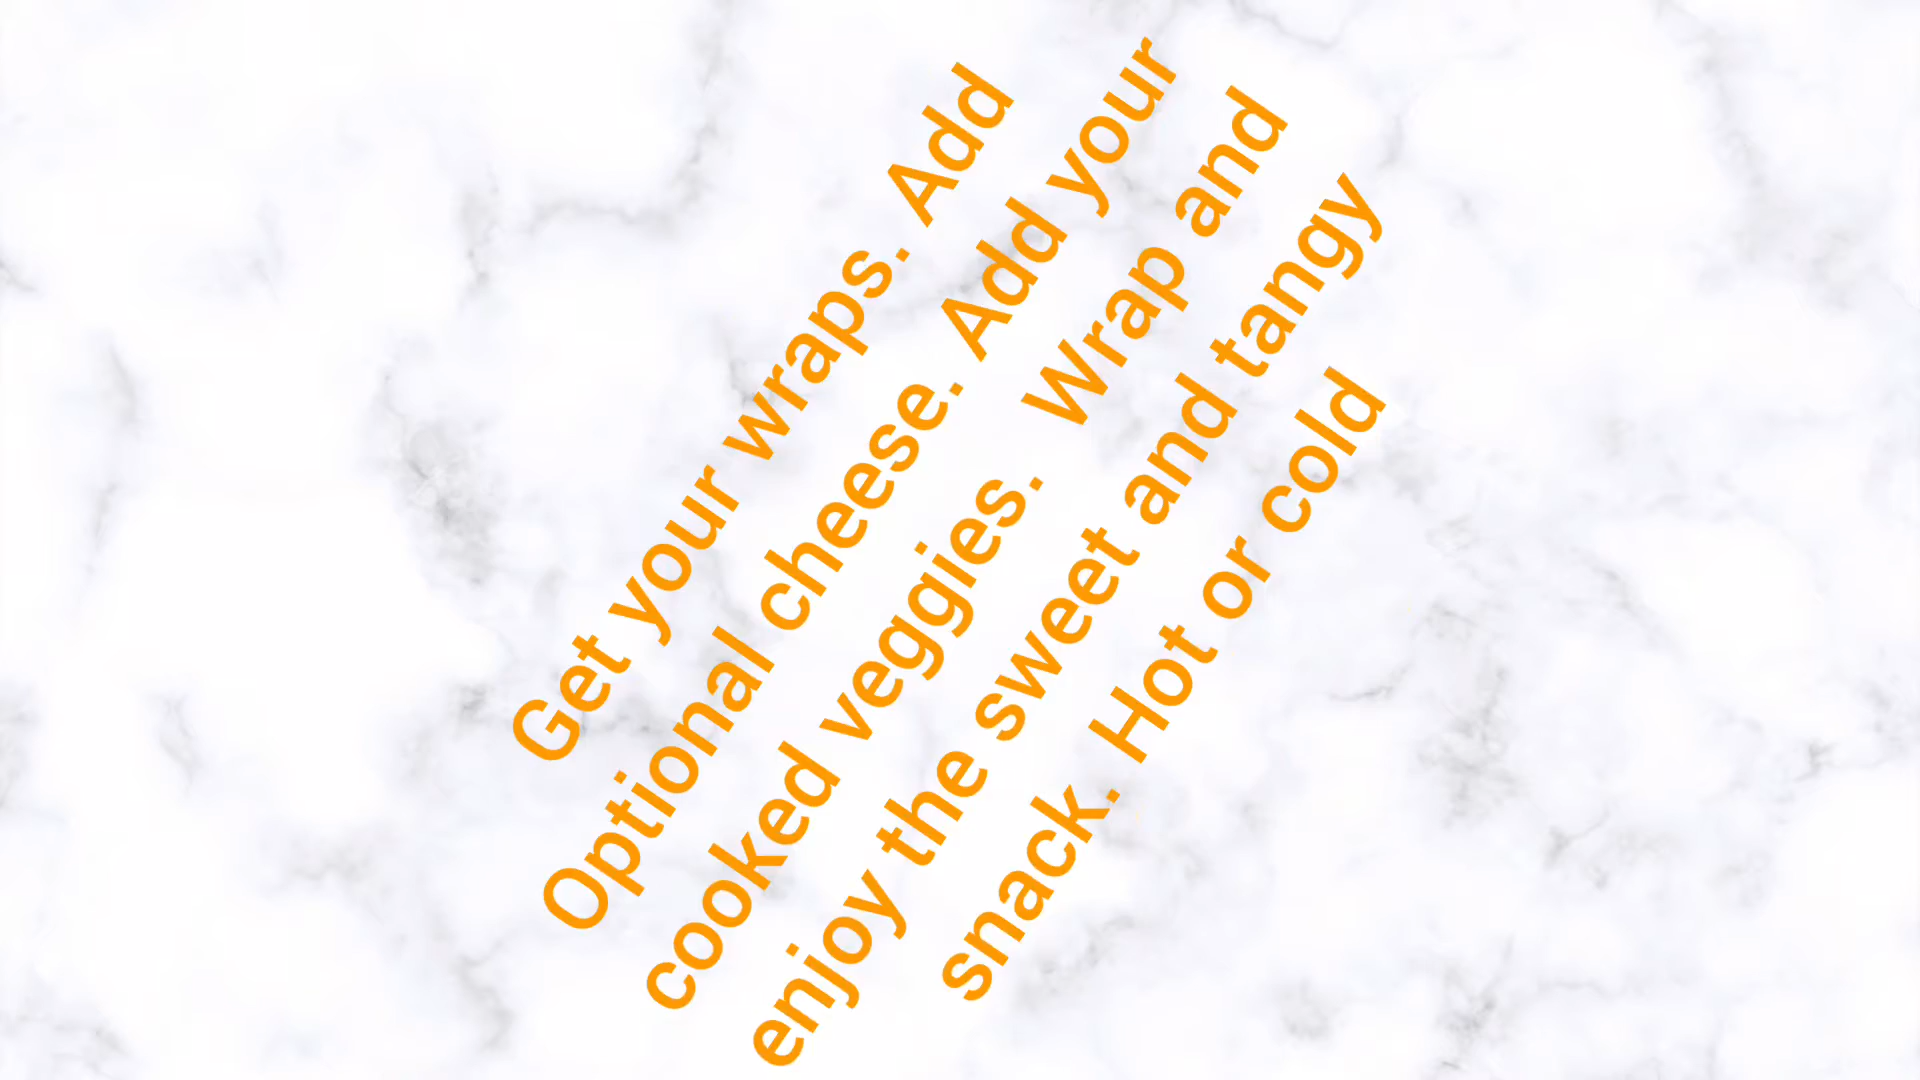 Get your wraps. Add
Optional cheese. Add your
cooked veggies. Wrap and
enjoy the sweet and tangy
snack. Hot or cold